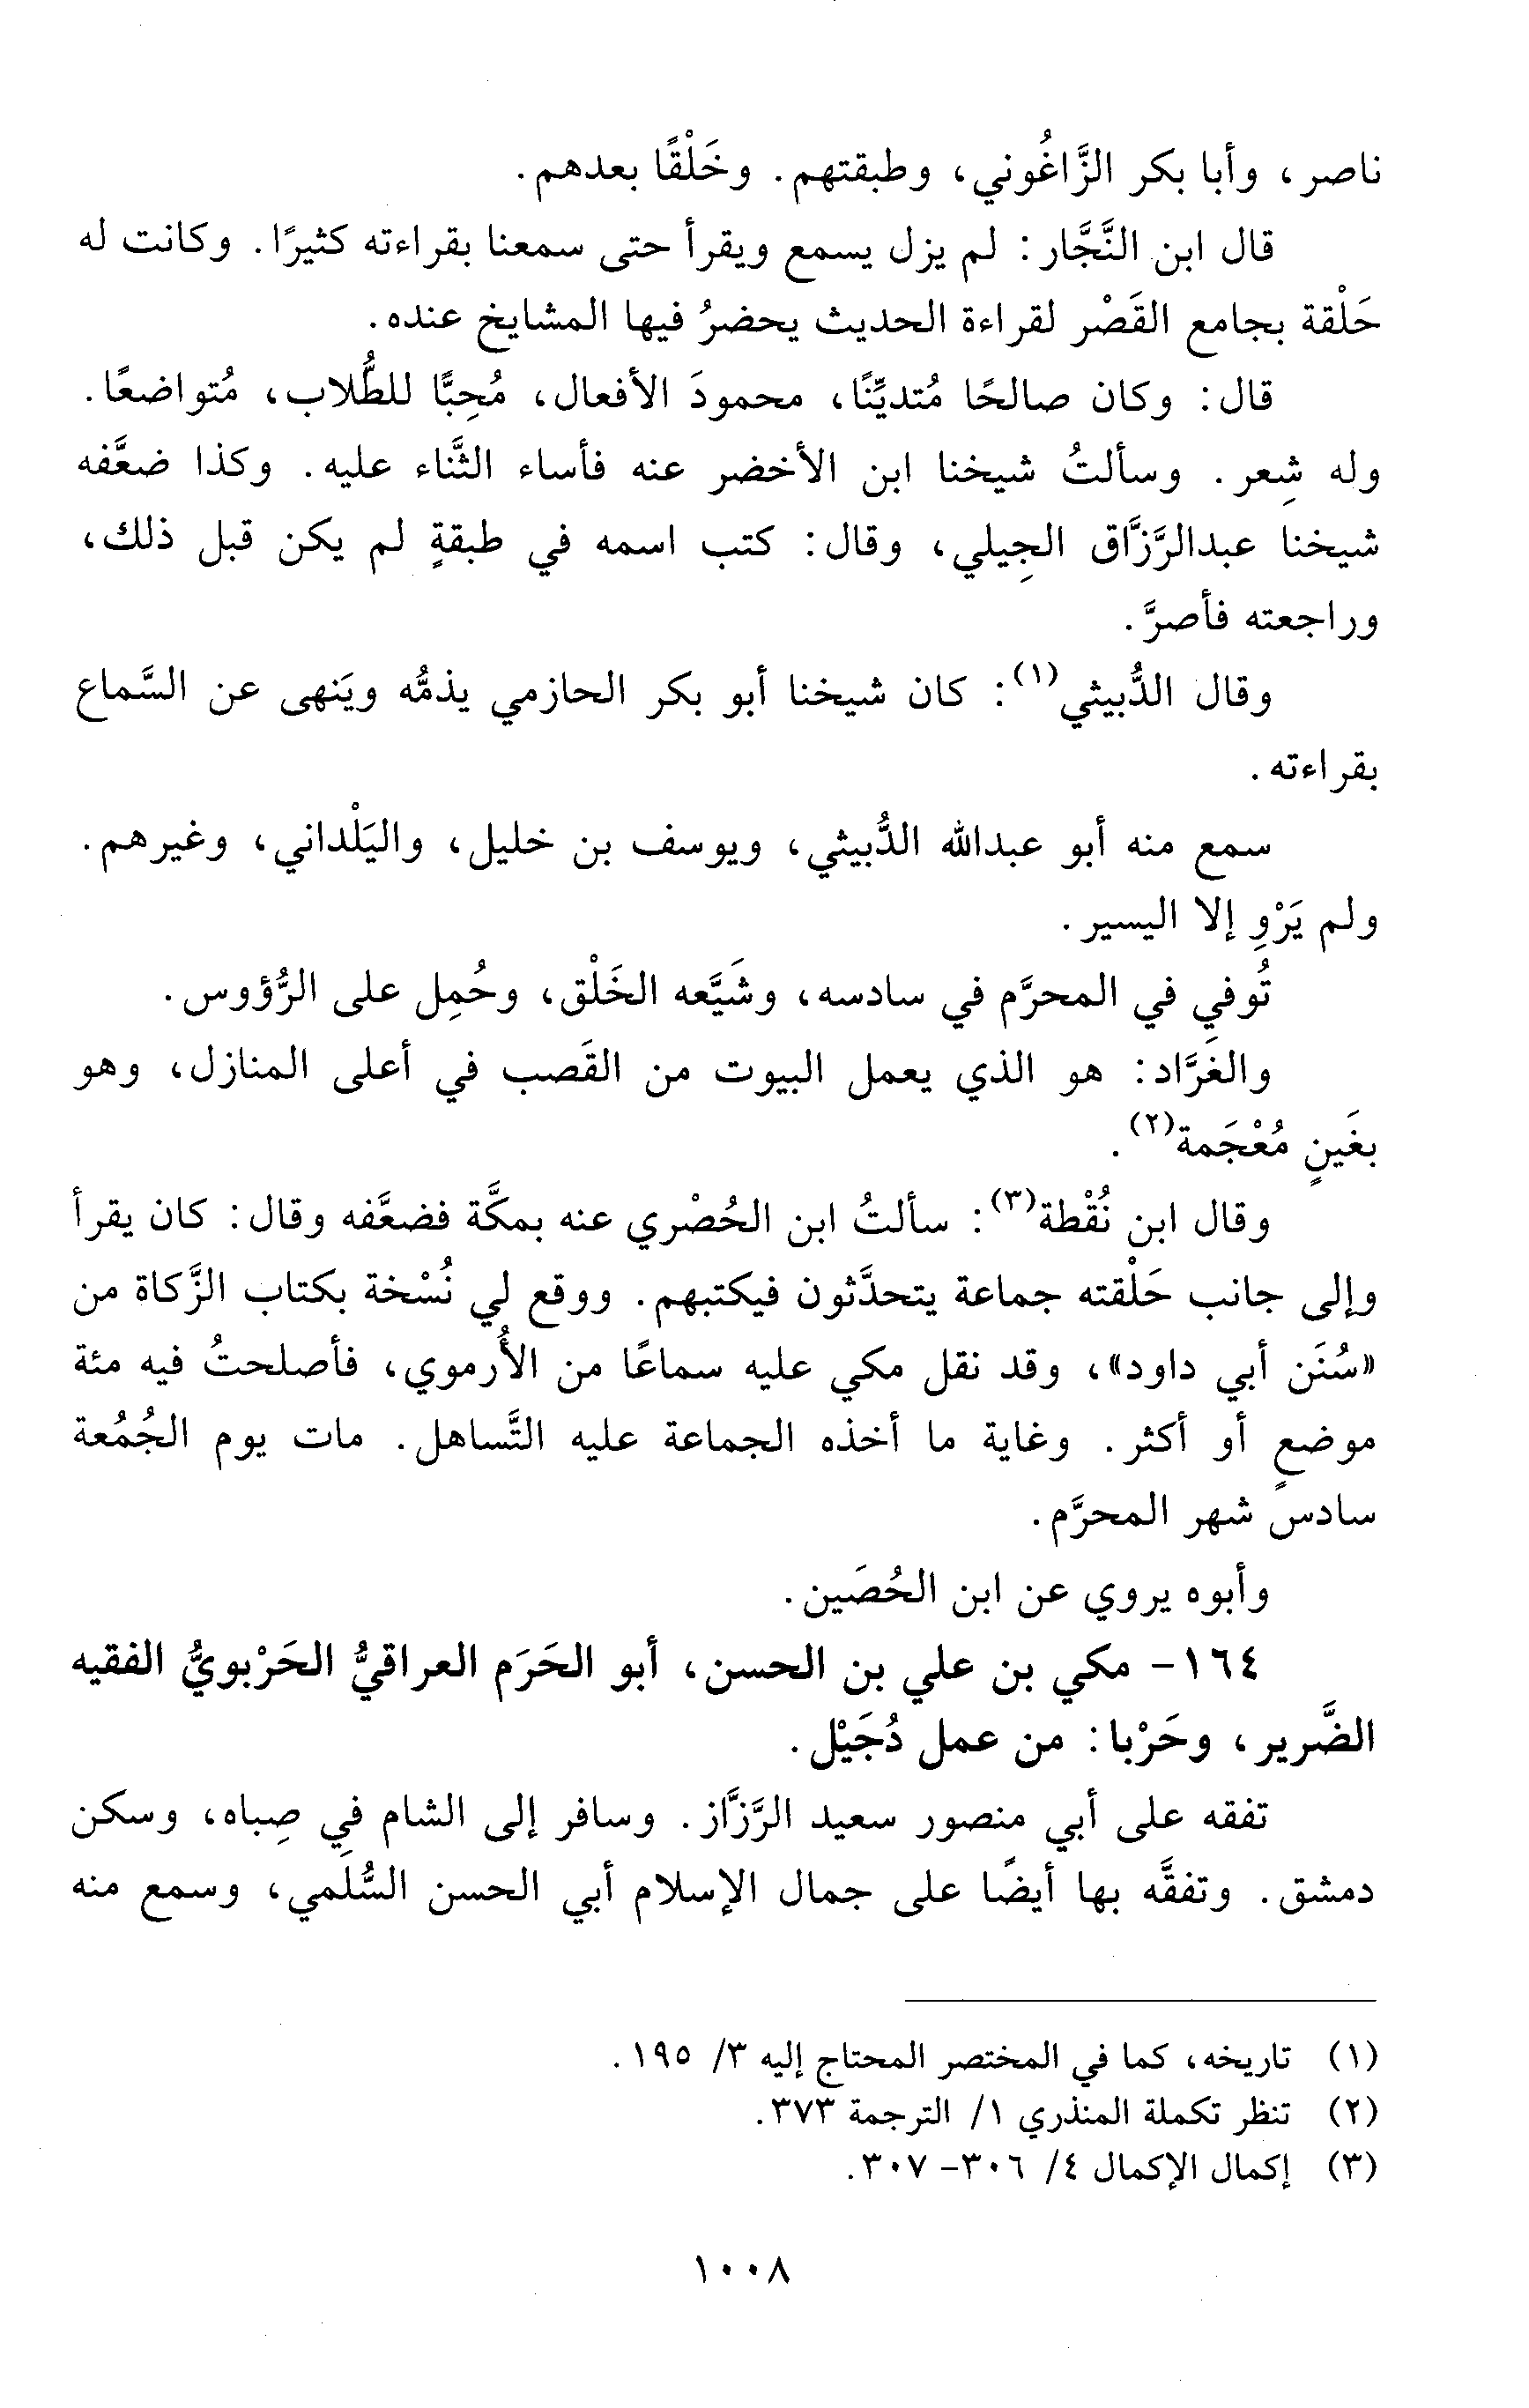 ناصر، وأبا بكر الزَّاغُوني، وطبقتهم. وخَلْقًا بعدهم.
قال ابن النَّجَّار: لم يزل يسمع ويقرأ حتى سمعنا بقراءته كثيرًا. وكانت له
حَلْقة بجامع القَصْر لقراءة الحديث يحضرُ فيها المشايخ عنده.
قال: وكان صالحًا مُتديِّنًا، محمودَ الأفعال، مُحِبًّا للطُّلاب، مُتواضعًا.
وله شِعر. وسألتُ شيخنا ابن الأخضر عنه فأساء الثَّناء عليه. وكذا ضعَّفه
شيخنا عبدالرَّزَّاق الجِيلي، وقال: كتب اسمه في طبقةٍ لم يكن قبل ذلك،
وراجعته فأصرَّ.
وقال الدُّبيثي(١): كان شيخنا أبو بكر الحازمي يذمُّه ويَنهى عن السَّماع
بقراءته.
سمع منه أبو عبدالله الدُّبيثي، ويوسف بن خليل، واليَلْداني، وغيرهم.
ولم يَرْوِ إلا اليسير.
تُوفي في المحرَّم في سادسه، وشَيَّعه الخَلْق، وحُمِل على الرُّؤوس.
والغَرَّاد: هو الذي يعمل البيوت من القَصب في أعلى المنازل، وهو
بغَينٍ مُعْجَمة(٢).
وقال ابن نُقْطة(٣): سألتُ ابن الحُصْري عنه بمكَّة فضعَّفه وقال: كان يقرأ
وإلى جانب حَلْقته جماعة يتحدَّثون فيكتبهم. ووقع لي نُسْخة بكتاب الزَّكاة من
«سُنَن أبي داود»، وقد نقل مكي عليه سماعًا من الأُرموي، فأصلحتُ فيه مئة
موضعٍ أو أكثر. وغاية ما أخذه الجماعة عليه التَّساهل. مات يوم الجُمُعة
سادس شهر المحرَّم.
وأبوه يروي عن ابن الحُصَين.
١٦٤- مكي بن علي بن الحسن، أبو الحَرَم العراقيُّ الحَرْبويُّ الفقيه
الضَّرير، وحَرْبا: من عمل دُجَيْل.
تفقه على أبي منصور سعيد الرَّزَّاز. وسافر إلى الشام في صِباه، وسكن
دمشق. وتفقَّه بها أيضًا على جمال الإسلام أبي الحسن السُّلَمي، وسمع منه
(١) تاريخه، كما في المختصر المحتاج إليه ٣/ ١٩٥.
(٢) تنظر تكملة المنذري ١/ الترجمة ٣٧٣.
(٣) إكمال الإكمال ٤/ ٣٠٦- ٣٠٧.
١٠٠٨